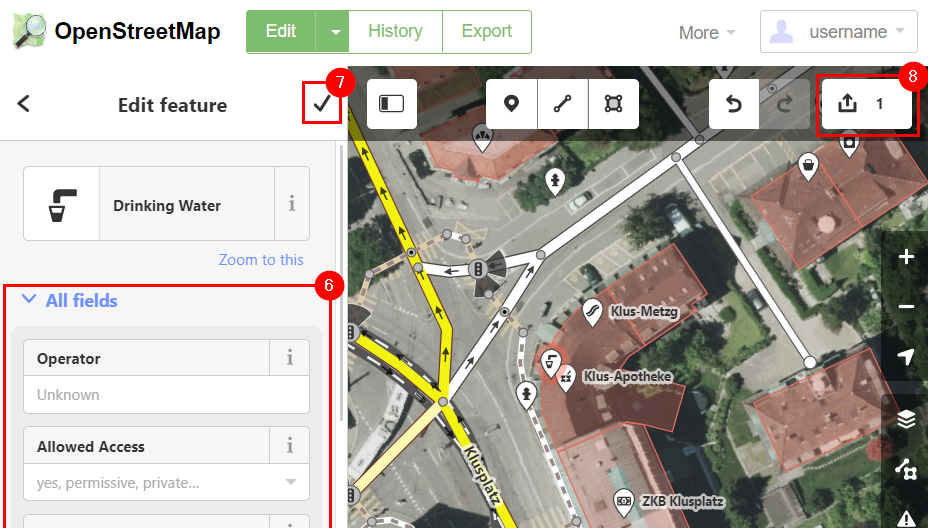 OpenStreetMap
Edit
History
Export
More
username
7
8
Edit feature
1
Drinking Water
i
Zoom to this
6
All fields
Operator
i
Unknown
Allowed Access
i
yes, permissive, private...
Klus-Metzg
Klus-Apotheke
Klusplatz
ZKB Klusplatz